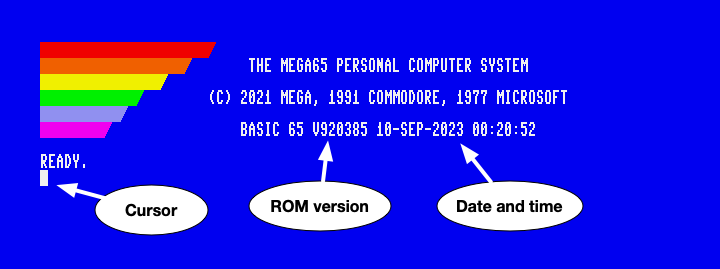 THE MEGA65 PERSONAL COMPUTER SYSTEM
(C) 2021 MEGA, 1991 COMMODORE, 1977 MICROSOFT
BASIC 65 V920385 10-SEP-2023 00:20:52
READY.
Cursor
ROM version
Date and time